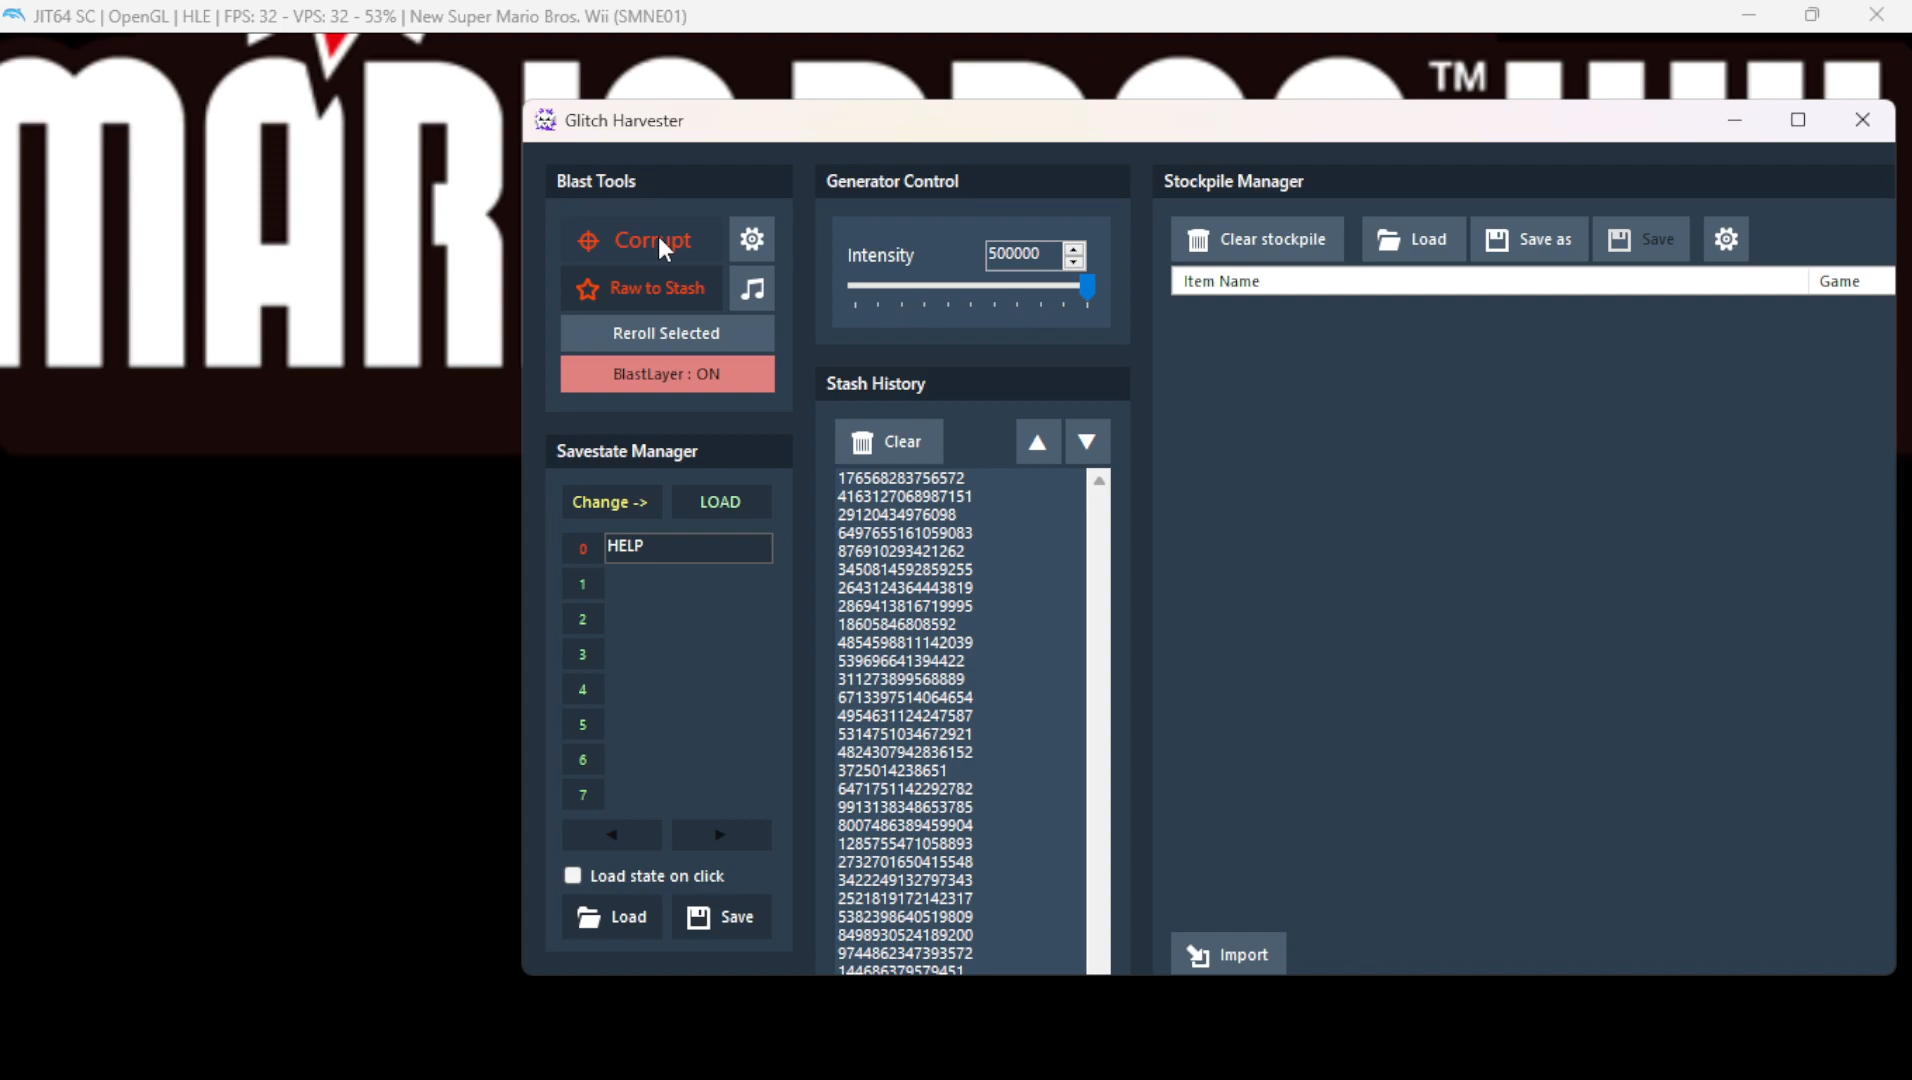 JIT64 SC | OpenGL | HLE | FPS: 32 - VPS: 32 - 53% | New Super Mario Bros. Wii (SMNE01)
TM
Glitch Harvester
Blast Tools
Corrupt
Raw to Stash
Reroll Selected
BlastLayer : ON
Savestate Manager
Change -> LOAD
0 HELP
1
2
3
4
5
6
7
Load state on click
Load Save
Generator Control
Intensity 500000
Stash History
Clear
176568283756572
4163127068987151
29120434976098
6497655161059083
876910293421262
3450814592859255
2643124364443819
2869413816719995
18605846808592
4854598811142039
539696641394422
311273899568889
6713397514064654
4954631124247587
5314751034672921
4824307942836152
3725014238651
6471751142292782
9913138348653785
8007486389459904
1285755471058893
2732701650415548
3422249132797343
2521819172142317
5382398640519809
8498930524189200
9744862347393572
144686379579451
Stockpile Manager
Clear stockpile Load Save as Save
Item Name Game
Import